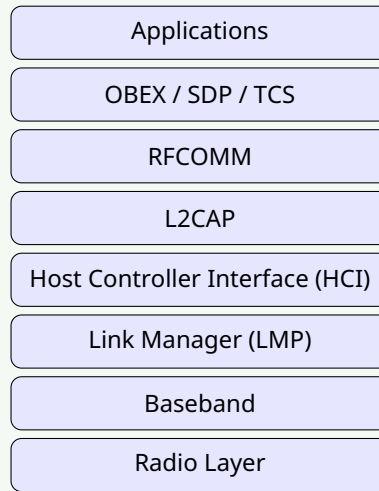 Applications
OBEX / SDP / TCS
RFCOMM
L2CAP
Host Controller Interface (HCI)
Link Manager (LMP)
Baseband
Radio Layer